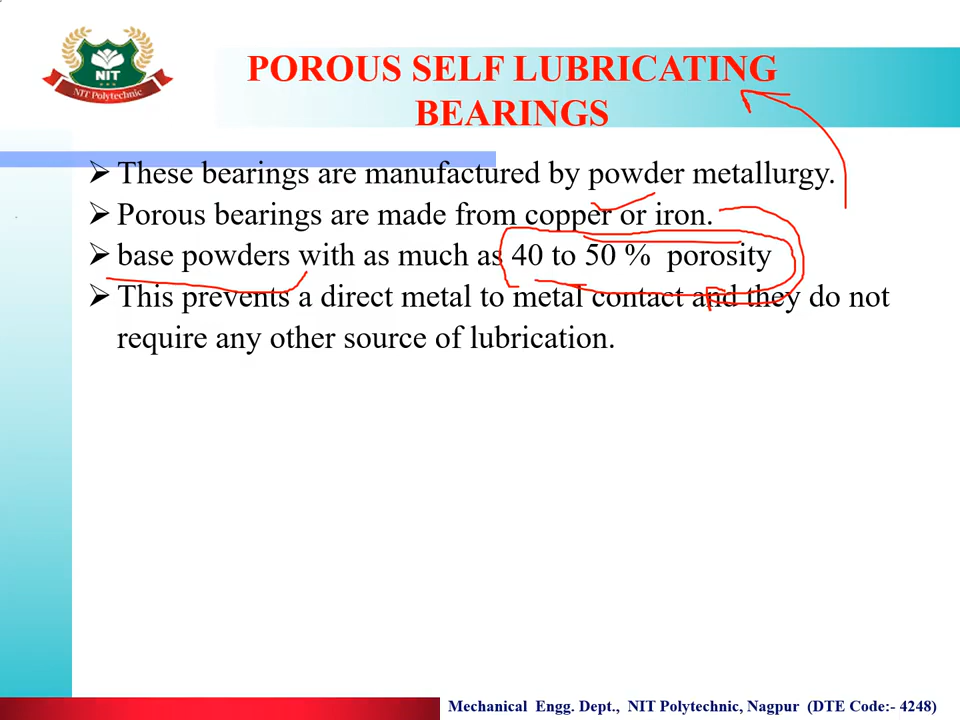 NIT
NIT Polytechnic
POROUS SELF LUBRICATING
BEARINGS
➢ These bearings are manufactured by powder metallurgy.
➢ Porous bearings are made from copper or iron.
➢ base powders with as much as 40 to 50 % porosity
➢ This prevents a direct metal to metal contact and they do not
require any other source of lubrication.
Mechanical Engg. Dept., NIT Polytechnic, Nagpur (DTE Code:- 4248)